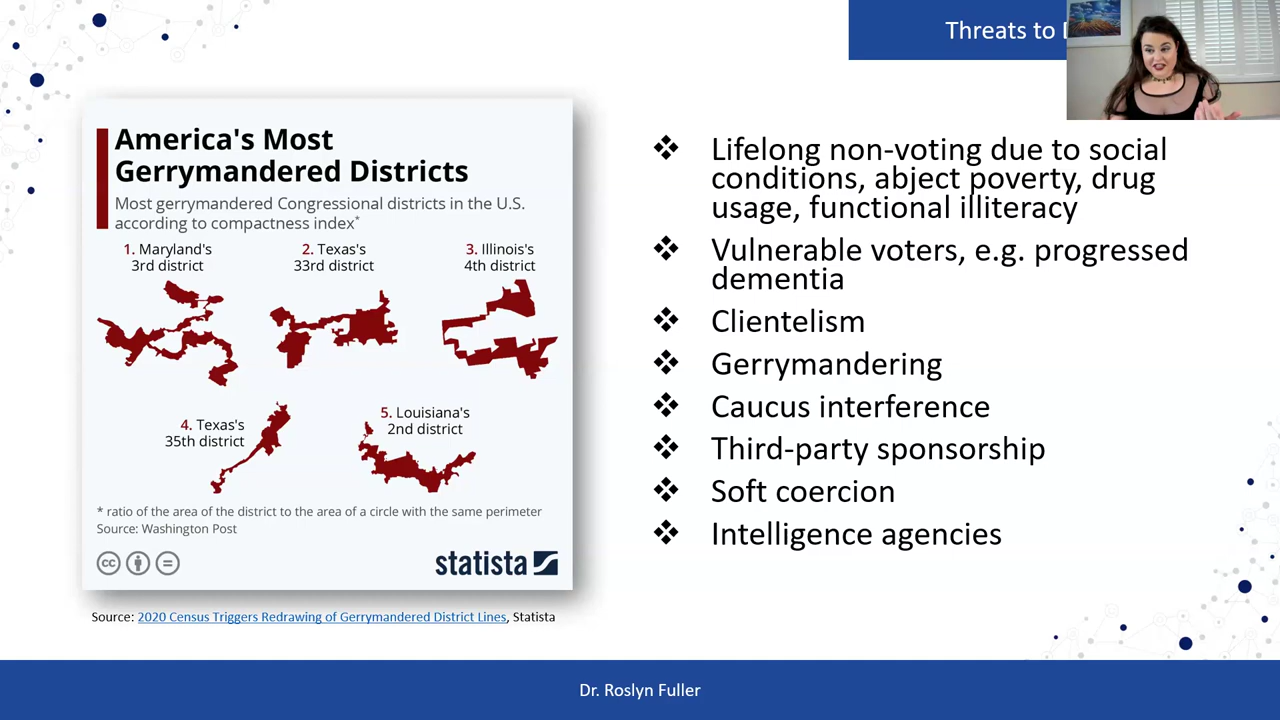 Threats to
America's Most
Gerrymandered Districts
Most gerrymandered Congressional districts in the U.S.
according to compactness index*
1. Maryland's
3rd district
2. Texas's
33rd district
3. Illinois's
4th district
4. Texas's
35th district
5. Louisiana's
2nd district
* ratio of the area of the district to the area of a circle with the same perimeter
Source: Washington Post
cc
statista
Source: 2020 Census Triggers Redrawing of Gerrymandered District Lines, Statista
❖ Lifelong non-voting due to social
conditions, abject poverty, drug
usage, functional illiteracy
❖ Vulnerable voters, e.g. progressed
dementia
❖ Clientelism
❖ Gerrymandering
❖ Caucus interference
❖ Third-party sponsorship
❖ Soft coercion
❖ Intelligence agencies
Dr. Roslyn Fuller